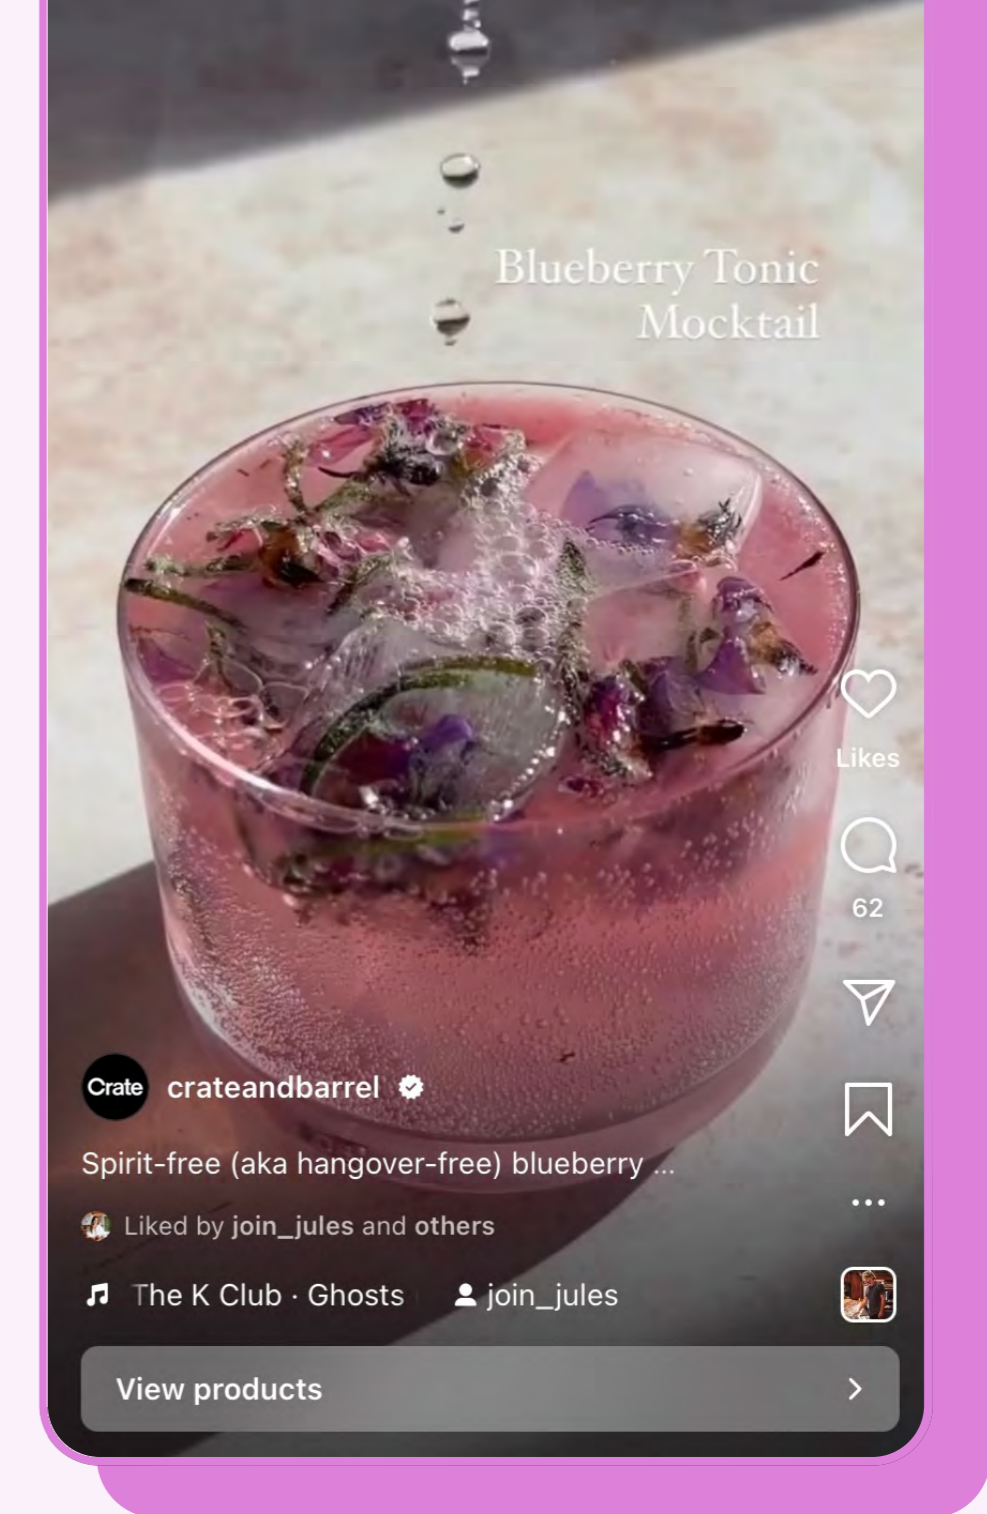 Blueberry Tonic
Mocktail
Likes
62
Crate
crateandbarrel
Spirit-free (aka hangover-free) blueberry ...
Liked by join_jules and others
The K Club · Ghosts
join_jules
View products